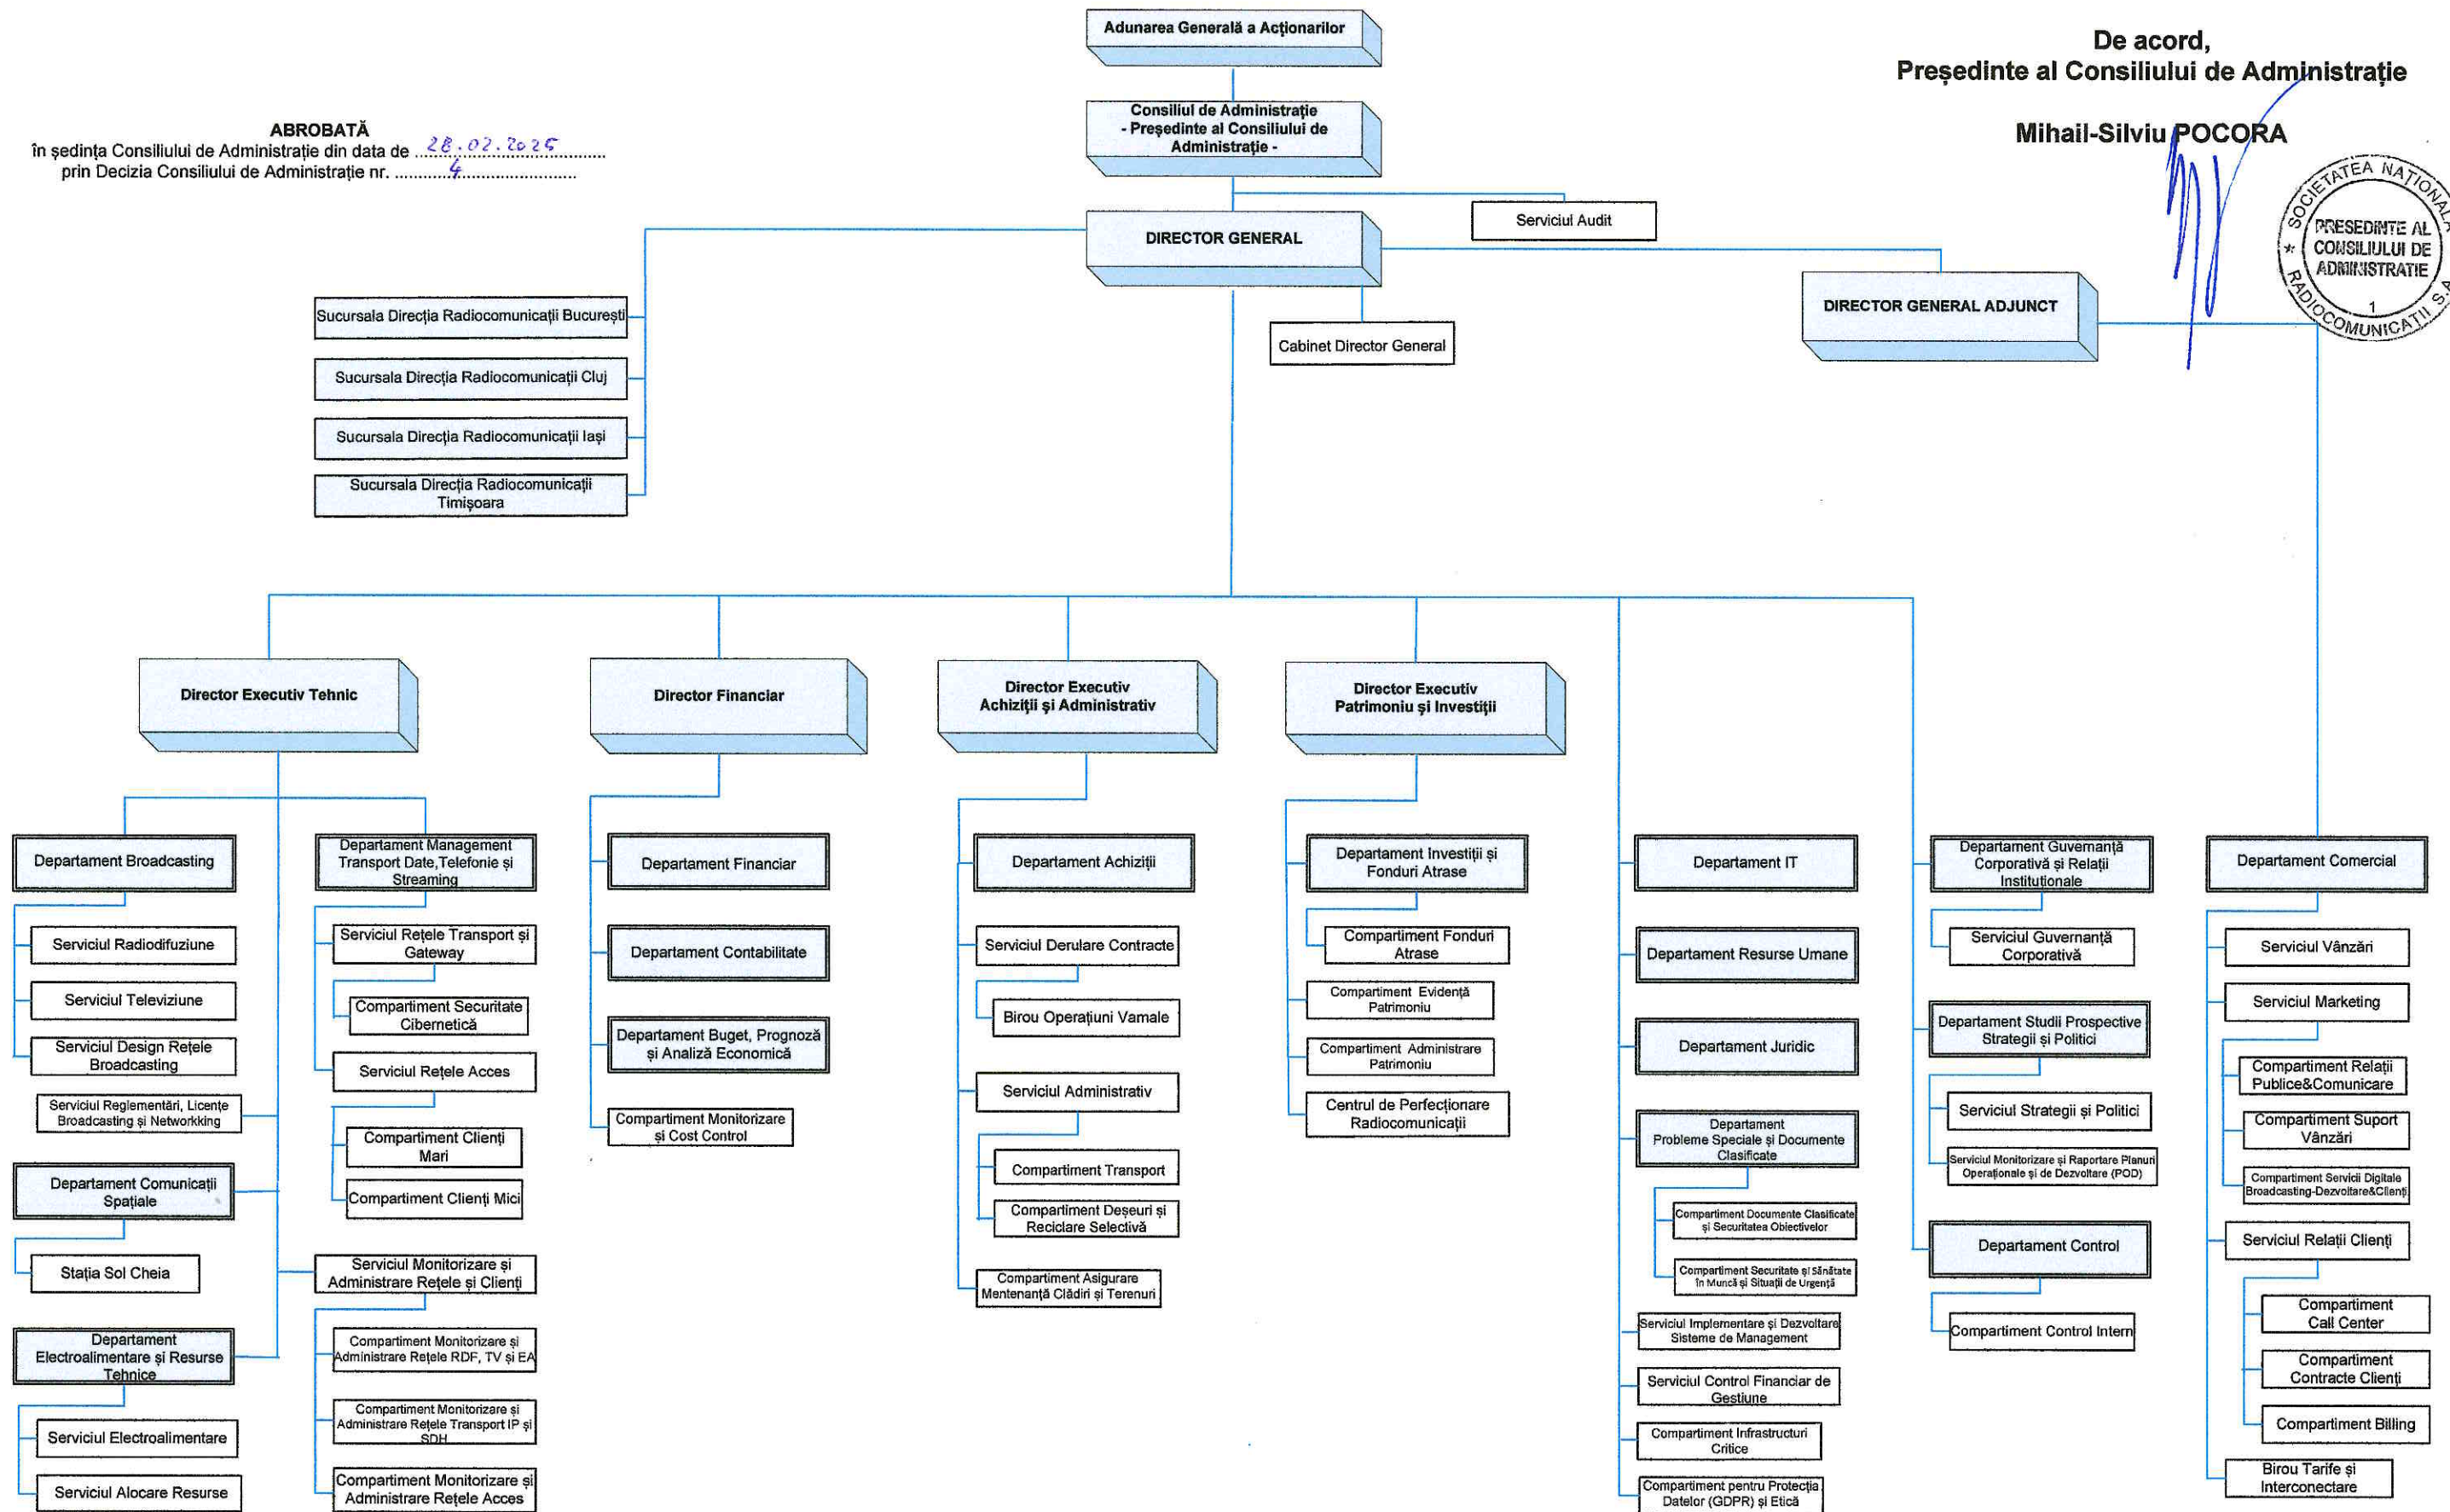 Adunarea Generală a Acționarilor
De acord,
Președinte al Consiliului de Administrație
Mihail-Silviu POCORA
SOCIETATEA NAȚIONALĂ
RADIOCOMUNICAȚII S.A.
PRESEDINTE AL
CONSILIULUI DE
ADMINISTRATIE
1
Consiliul de Administrație
- Președinte al Consiliului de
Administrație -
ABROBATĂ
în ședința Consiliului de Administrație din data de 28.02.2025
prin Decizia Consiliului de Administrație nr. 4
Serviciul Audit
DIRECTOR GENERAL
DIRECTOR GENERAL ADJUNCT
Cabinet Director General
Sucursala Direcția Radiocomunicații București
Sucursala Direcția Radiocomunicații Cluj
Sucursala Direcția Radiocomunicații Iași
Sucursala Direcția Radiocomunicații
Timișoara
Director Executiv Tehnic
Director Financiar
Director Executiv
Achiziții și Administrativ
Director Executiv
Patrimoniu și Investiții
Departament Broadcasting
Serviciul Radiodifuziune
Serviciul Televiziune
Serviciul Design Rețele
Broadcasting
Serviciul Reglementări, Licențe
Broadcasting și Networkking
Departament Comunicații
Spațiale
Stația Sol Cheia
Departament
Electroalimentare și Resurse
Tehnice
Serviciul Electroalimentare
Serviciul Alocare Resurse
Departament Management
Transport Date,Telefonie și
Streaming
Serviciul Rețele Transport și
Gateway
Compartiment Securitate
Cibernetică
Serviciul Rețele Acces
Compartiment Clienți
Mari
Compartiment Clienți Mici
Serviciul Monitorizare și
Administrare Rețele și Clienți
Compartiment Monitorizare și
Administrare Rețele RDF, TV și EA
Compartiment Monitorizare și
Administrare Rețele Transport IP și
SDH
Compartiment Monitorizare și
Administrare Rețele Acces
Departament Financiar
Departament Contabilitate
Departament Buget, Prognoză
și Analiză Economică
Compartiment Monitorizare
și Cost Control
Departament Achiziții
Serviciul Derulare Contracte
Birou Operațiuni Vamale
Serviciul Administrativ
Compartiment Transport
Compartiment Deșeuri și
Reciclare Selectivă
Compartiment Asigurare
Mentenanță Clădiri și Terenuri
Departament Investiții și
Fonduri Atrase
Compartiment Fonduri
Atrase
Compartiment Evidență
Patrimoniu
Compartiment Administrare
Patrimoniu
Centrul de Perfecționare
Radiocomunicații
Departament IT
Departament Resurse Umane
Departament Juridic
Departament
Probleme Speciale și Documente
Clasificate
Compartiment Documente Clasificate
și Securitatea Obiectivelor
Compartiment Securitate și Sănătate
în Muncă și Situații de Urgență
Serviciul Implementare și Dezvoltare
Sisteme de Management
Serviciul Control Financiar de
Gestiune
Compartiment Infrastructuri
Critice
Compartiment pentru Protecția
Datelor (GDPR) și Etică
Departament Guvernanță
Corporativă și Relații
Instituționale
Serviciul Guvernanță
Corporativă
Departament Studii Prospective
Strategii și Politici
Serviciul Strategii și Politici
Serviciul Monitorizare și Raportare Planuri
Operaționale și de Dezvoltare (POD)
Departament Control
Compartiment Control Intern
Departament Comercial
Serviciul Vânzări
Serviciul Marketing
Compartiment Relații
Publice&Comunicare
Compartiment Suport
Vânzări
Compartiment Servicii Digitale
Broadcasting-Dezvoltare&Clienți
Serviciul Relații Clienți
Compartiment
Call Center
Compartiment
Contracte Clienți
Compartiment Billing
Birou Tarife și
Interconectare